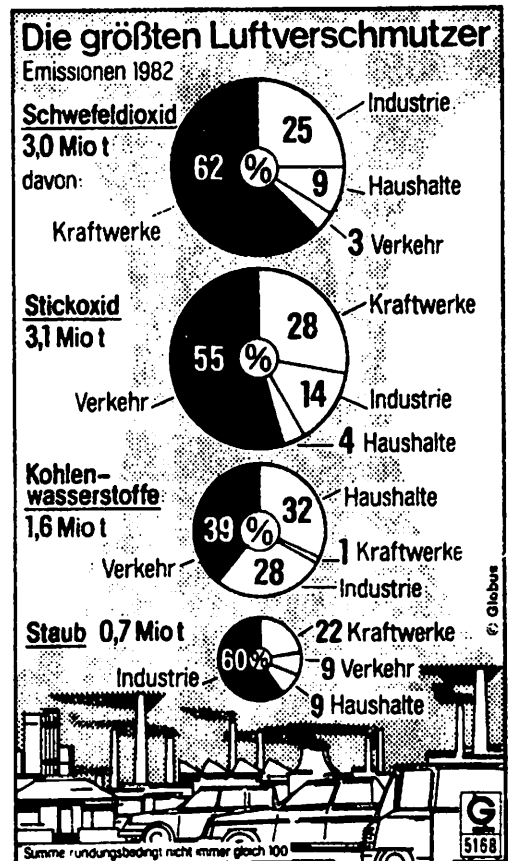 Die größten Luftverschmutzer
Emissionen 1982
Schwefeldioxid
3,0 Mio t
davon:
Industrie
25
62
%
9
Haushalte
Kraftwerke
3 Verkehr
Stickoxid
3,1 Mio t
Kraftwerke
28
55
%
14
Verkehr
Industrie
4 Haushalte
Kohlen-
wasserstoffe
1,6 Mio t
Haushalte
32
39
%
1 Kraftwerke
Verkehr
28
Industrie
© Globus
Staub 0,7 Mio t
22 Kraftwerke
60%
9 Verkehr
Industrie
9 Haushalte
G
5168
Summe rundungsbedingt nicht immer gleich 100